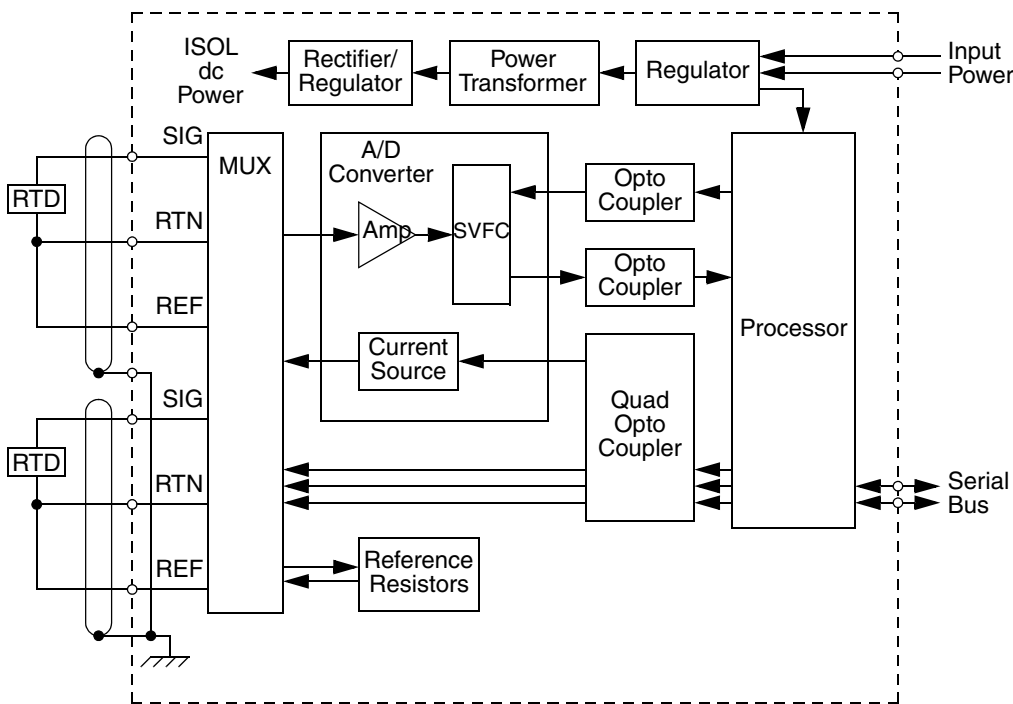 ISOL
dc
Power
Rectifier/
Regulator
Power
Transformer
Regulator
Input
Power
SIG
RTD
RTN
REF
MUX
A/D
Converter
Amp
SVFC
Opto
Coupler
Opto
Coupler
Processor
Current
Source
Quad
Opto
Coupler
SIG
RTD
RTN
REF
Reference
Resistors
Serial
Bus